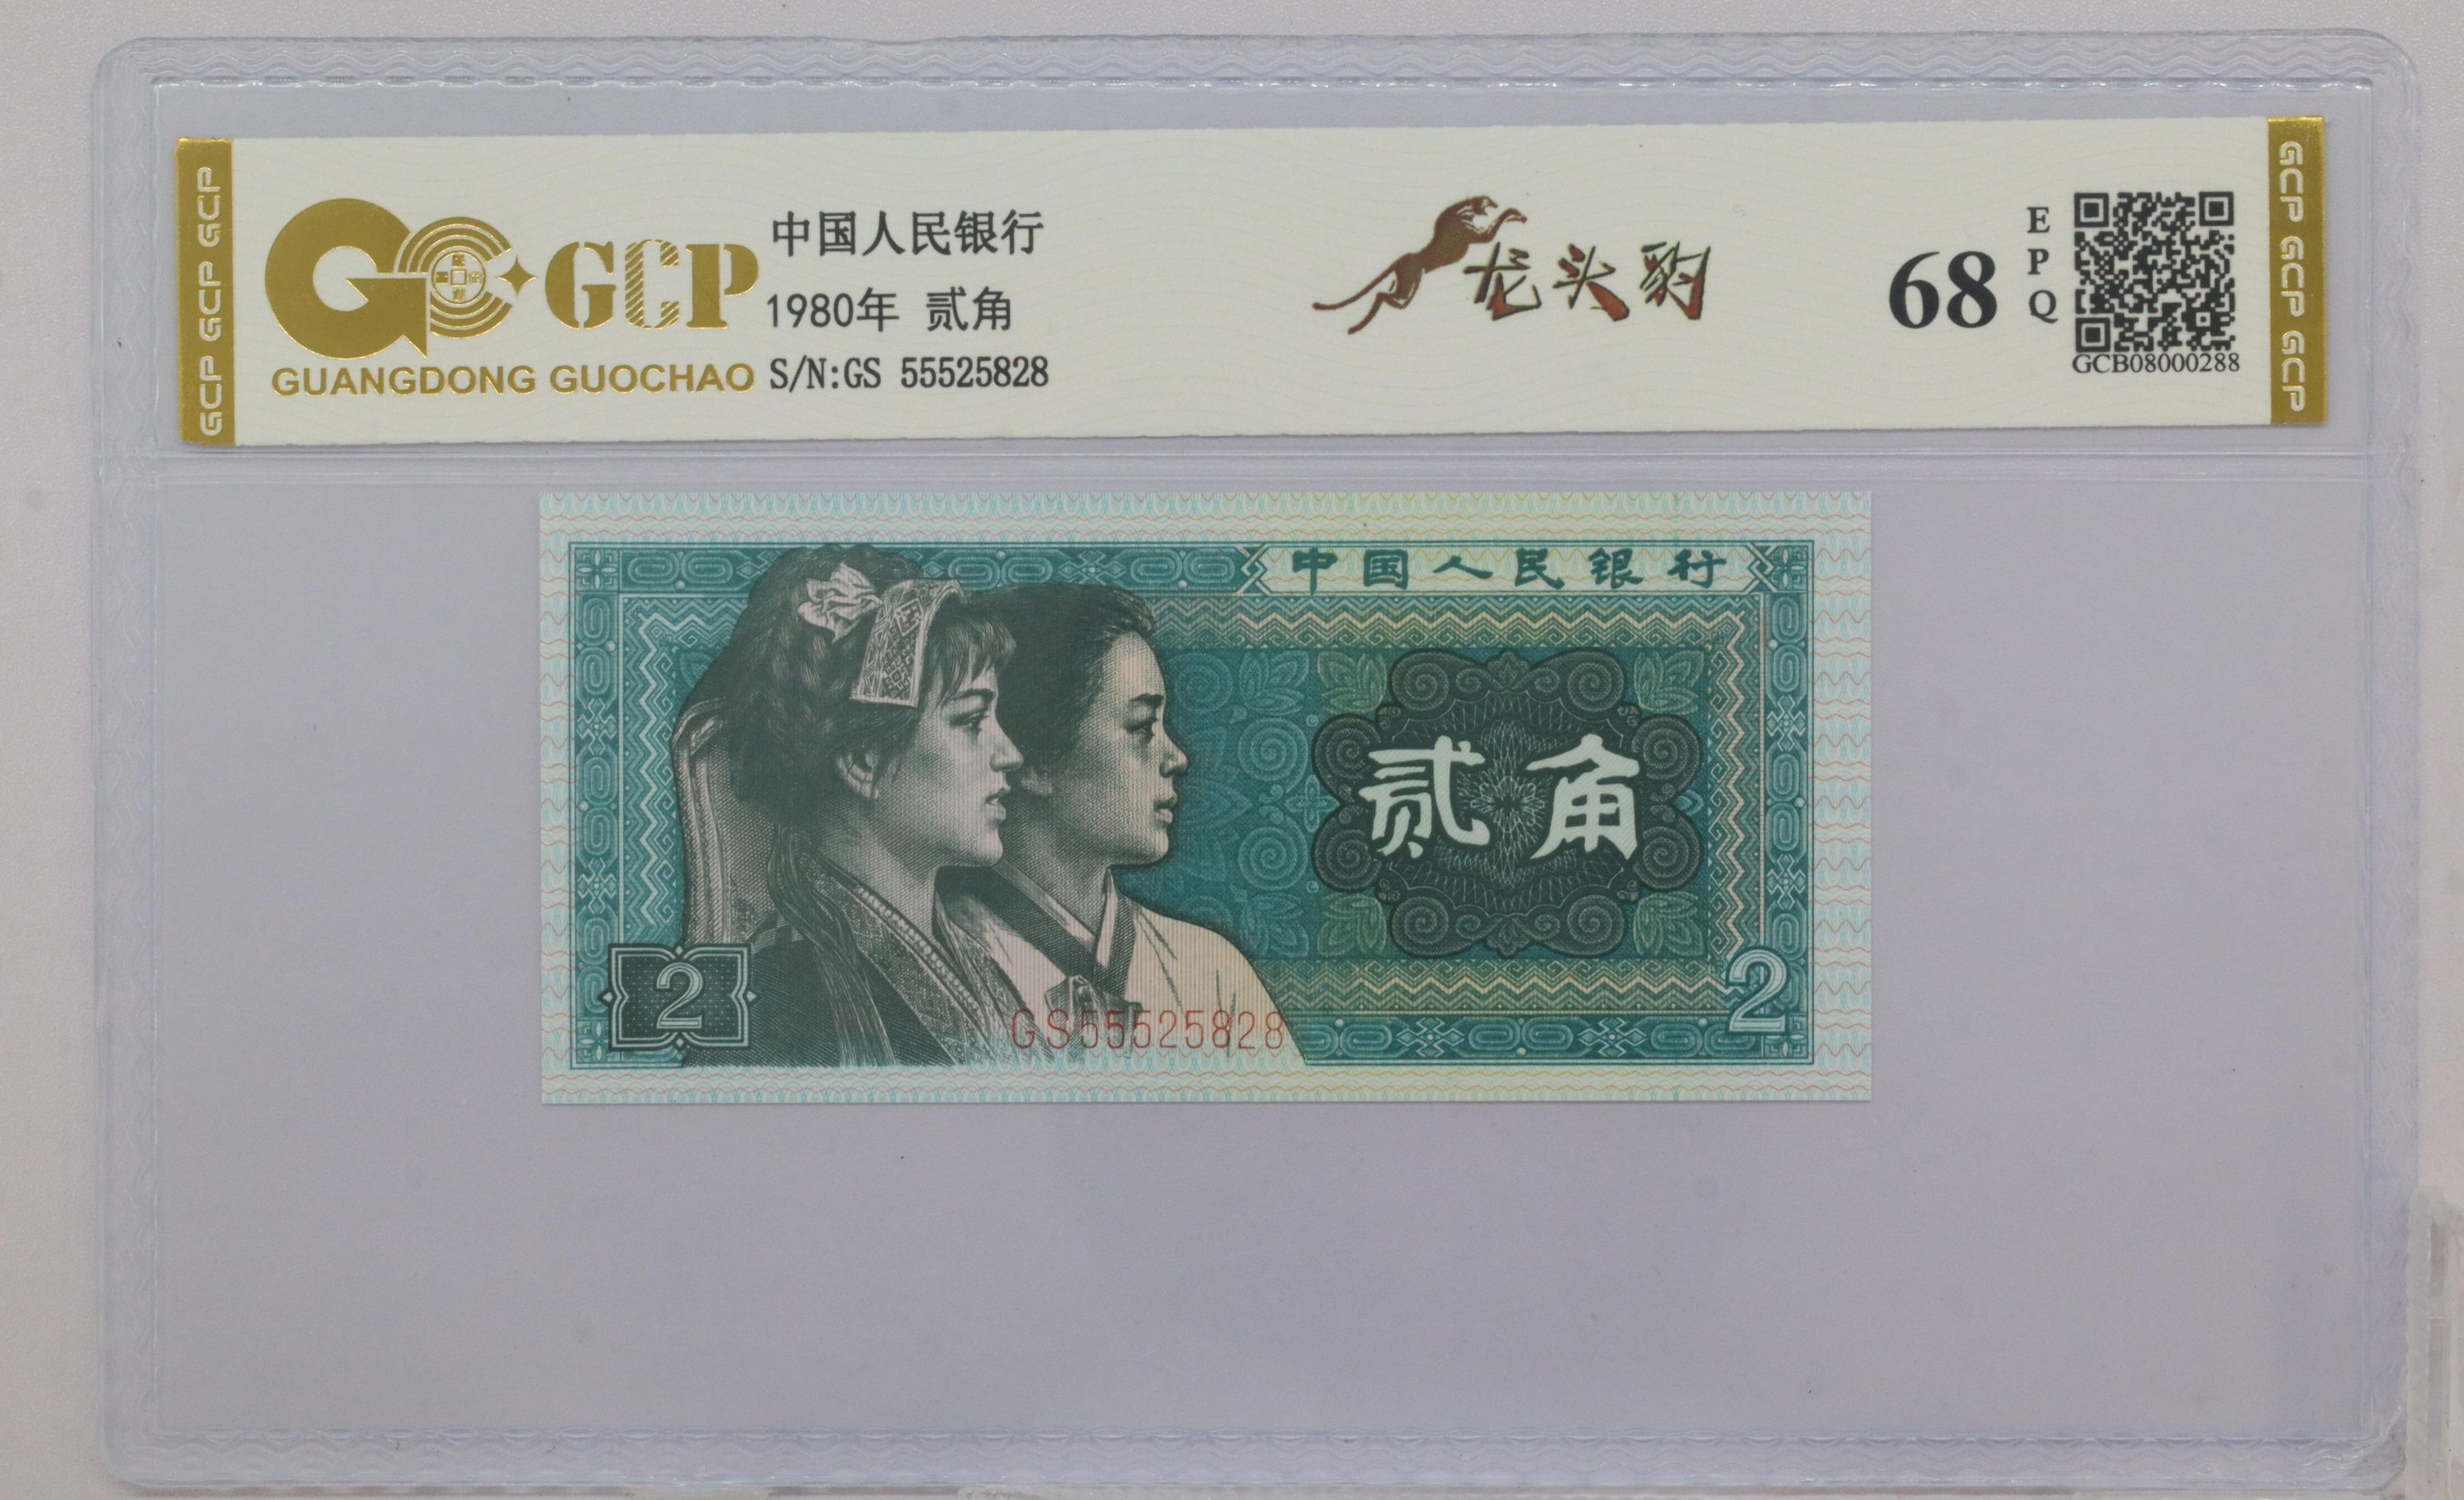 GCP GCP GCP
GCP
GUANGDONG GUOCHAO
中国人民银行
1980年 贰角
S/N:GS 55525828
龙头豹
68
EPQ
GCB08000288
GCP GCP GCP
中国人民银行
贰角
2
GS55525828
2